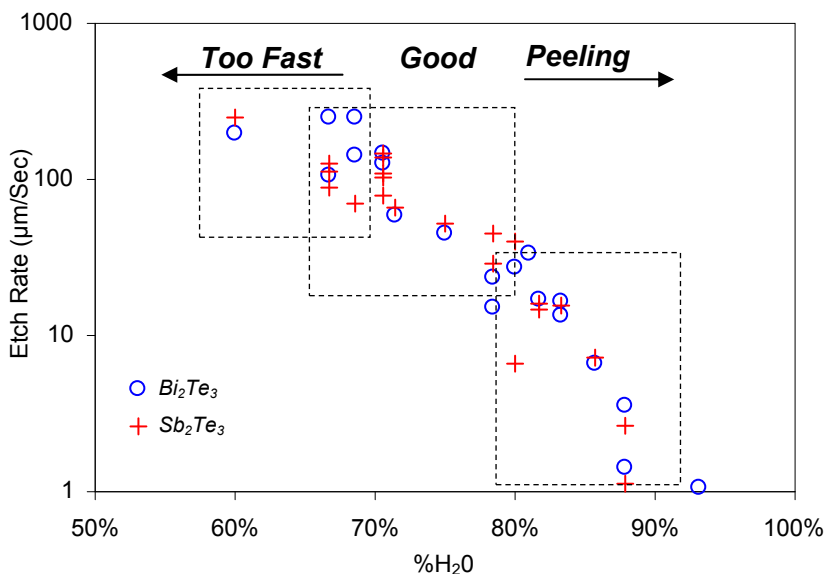 1000
Too Fast Good Peeling
100
Etch Rate (µm/Sec)
10
Bi₂Te₃
Sb₂Te₃
1
50% 60% 70% 80% 90% 100%
%H₂0